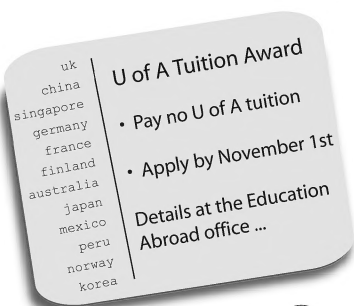 uk
china
singapore
germany
france
finland
australia
japan
mexico
peru
norway
korea
U of A Tuition Award
• Pay no U of A tuition
• Apply by November 1st
Details at the Education
Abroad office ...